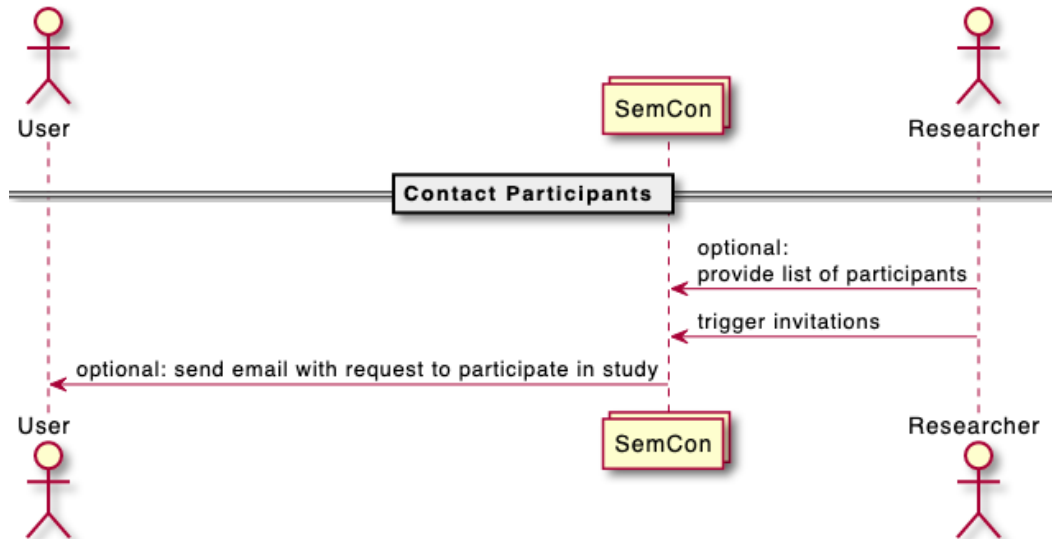 User
SemCon
Researcher
Contact Participants
optional:
provide list of participants
trigger invitations
optional: send email with request to participate in study
User
SemCon
Researcher